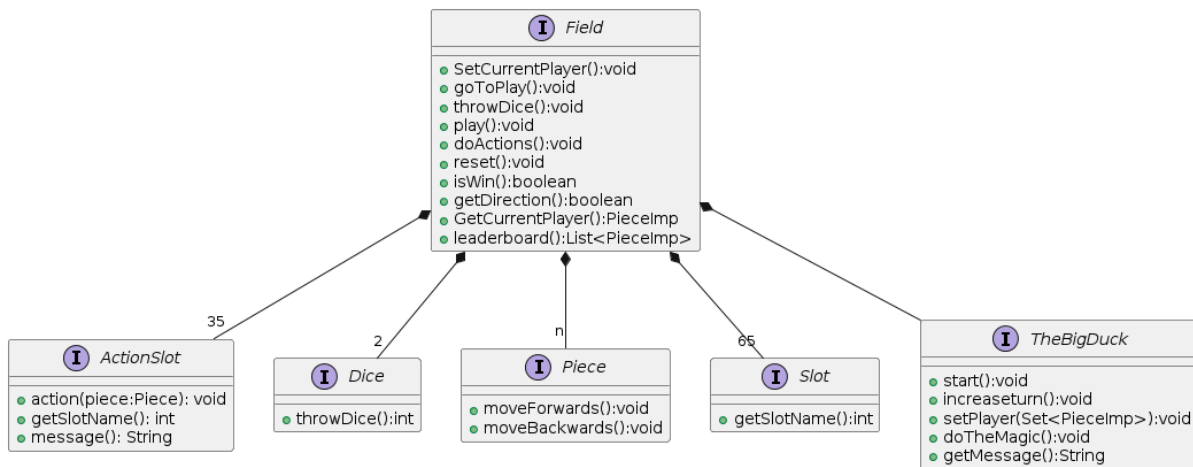 I Field
SetCurrentPlayer():void
goToPlay():void
throwDice():void
play():void
doActions():void
reset():void
isWin():boolean
getDirection():boolean
GetCurrentPlayer():PieceImp
leaderboard():List<PieceImp>
35
2
n
65
I ActionSlot
action(piece:Piece): void
getSlotName(): int
message(): String
I Dice
throwDice():int
I Piece
moveForwards():void
moveBackwards():void
I Slot
getSlotName():int
I TheBigDuck
start():void
increaseturn():void
setPlayer(Set<PieceImp>):void
doTheMagic():void
getMessage():String